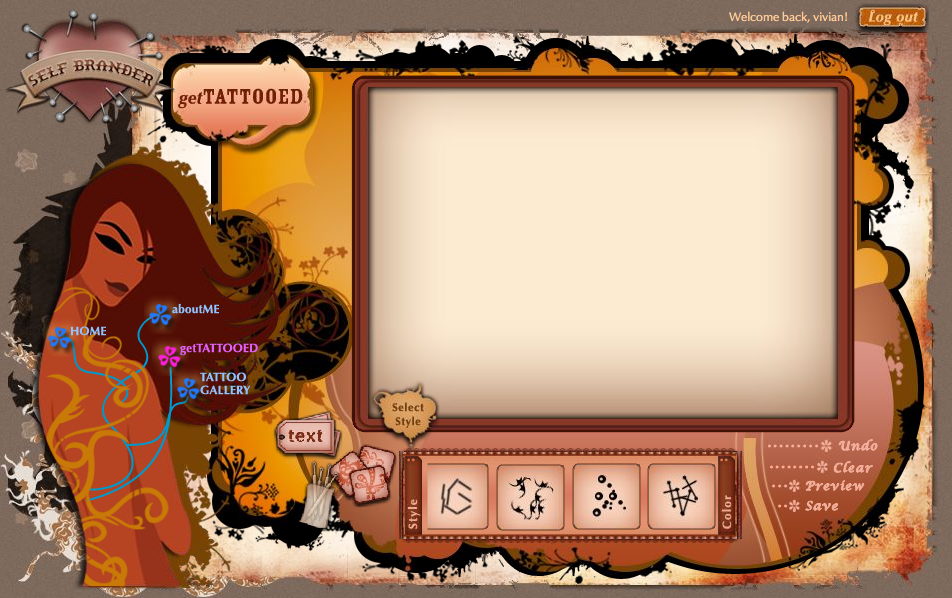 Welcome back, vivian!
Log out
SELF BRANDER
getTATTOOED
aboutME
HOME
getTATTOOED
TATTOO
GALLERY
Select
Style
text
Style
Color
Undo
Clear
Preview
Save